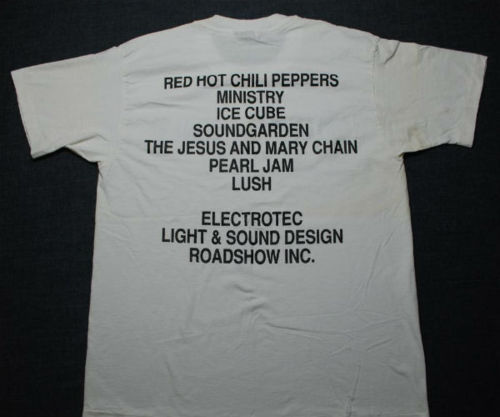 RED HOT CHILI PEPPERS
MINISTRY
ICE CUBE
SOUNDGARDEN
THE JESUS AND MARY CHAIN
PEARL JAM
LUSH
ELECTROTEC
LIGHT & SOUND DESIGN
ROADSHOW INC.